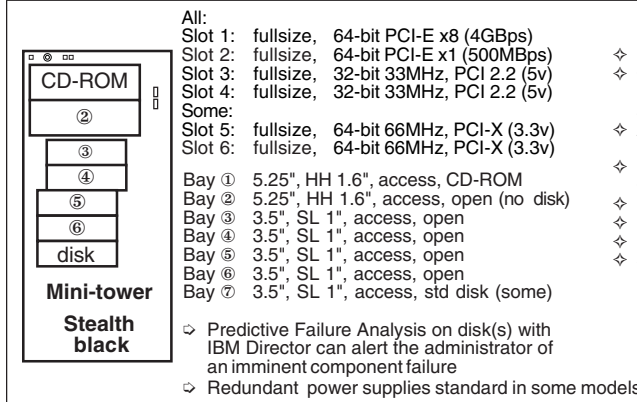 CD-ROM
②
③
④
⑤
⑥
disk
Mini-tower
Stealth
black
All:
Slot 1: fullsize, 64-bit PCI-E x8 (4GBps)
Slot 2: fullsize, 64-bit PCI-E x1 (500MBps)
Slot 3: fullsize, 32-bit 33MHz, PCI 2.2 (5v)
Slot 4: fullsize, 32-bit 33MHz, PCI 2.2 (5v)
Some:
Slot 5: fullsize, 64-bit 66MHz, PCI-X (3.3v)
Slot 6: fullsize, 64-bit 66MHz, PCI-X (3.3v)
Bay ① 5.25", HH 1.6", access, CD-ROM
Bay ② 5.25", HH 1.6", access, open (no disk)
Bay ③ 3.5", SL 1", access, open
Bay ④ 3.5", SL 1", access, open
Bay ⑤ 3.5", SL 1", access, open
Bay ⑥ 3.5", SL 1", access, open
Bay ⑦ 3.5", SL 1", access, std disk (some)
➪ Predictive Failure Analysis on disk(s) with
IBM Director can alert the administrator of
an imminent component failure
➪ Redundant power supplies standard in some models